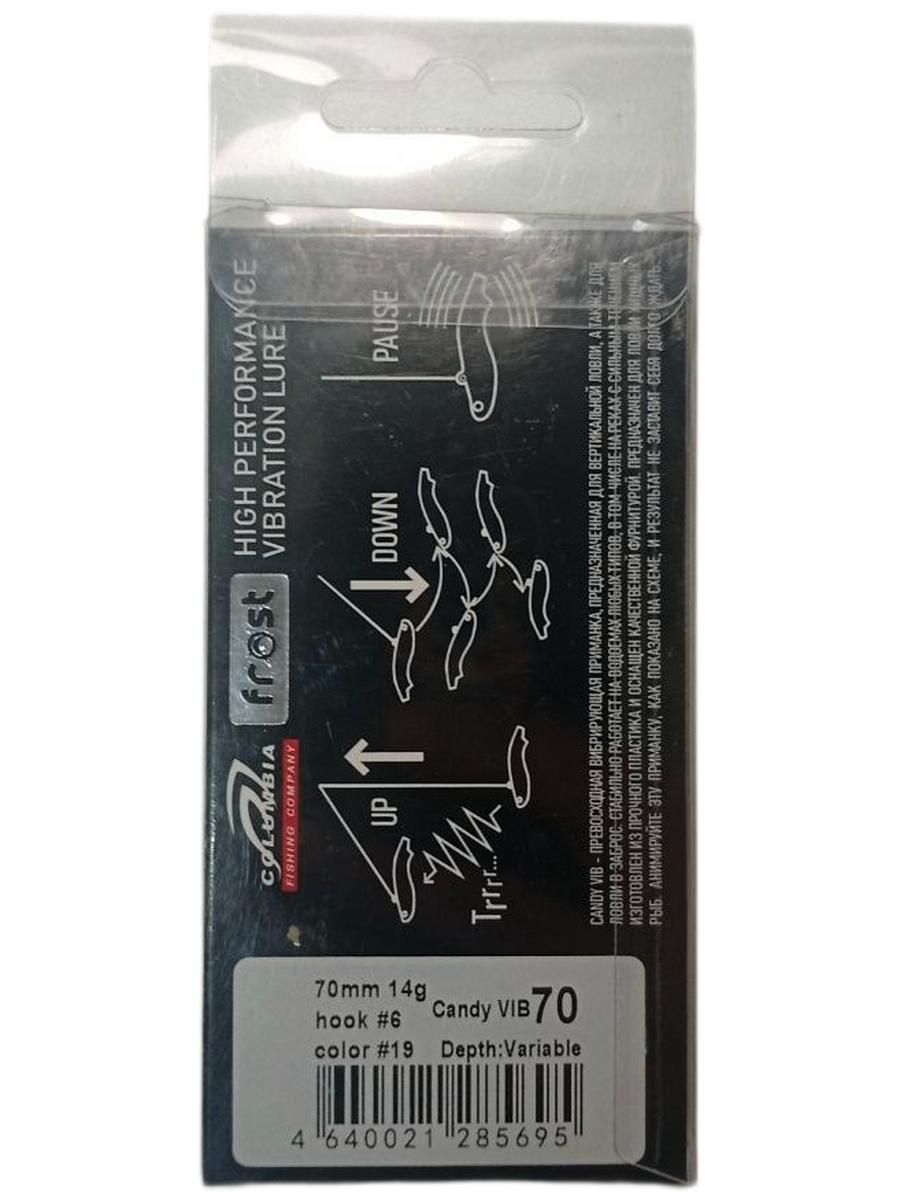 COLUMBIA
FISHING COMPANY
frost
HIGH PERFORMANCE
VIBRATION LURE
UP
Trrrr...
DOWN
PAUSE
CANDY VIB – ПРЕВОСХОДНАЯ ВИБРИРУЮЩАЯ ПРИМАНКА, ПРЕДНАЗНАЧЕННАЯ ДЛЯ ВЕРТИКАЛЬНОЙ ЛОВЛИ, А ТАКЖЕ ДЛЯ
ЛОВЛИ В ЗАБРОС. СТАБИЛЬНО РАБОТАЕТ НА ВОДОЕМАХ ЛЮБЫХ ТИПОВ, В ТОМ ЧИСЛЕ НА РЕКАХ С СИЛЬНЫМ ТЕЧЕНИЕМ.
ИЗГОТОВЛЕН ИЗ ПРОЧНОГО ПЛАСТИКА И ОСНАЩЕН КАЧЕСТВЕННОЙ ФУРНИТУРОЙ. ПРЕДНАЗНАЧЕН ДЛЯ ЛОВЛИ
РЫБ. АНИМИРУЙТЕ ЭТУ ПРИМАНКУ, КАК ПОКАЗАНО НА СХЕМЕ, И РЕЗУЛЬТАТ НЕ ЗАСТАВИТ СЕБЯ ДОЛГО ОЖИДАТЬ.
70mm 14g
hook #6
Candy VIB 70
color #19 Depth:Variable
4 640021 285695